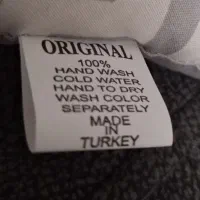 ORIGINAL
100%
HAND WASH
COLD WATER
HAND TO DRY
WASH COLOR
SEPARATELY
MADE
IN
TURKEY